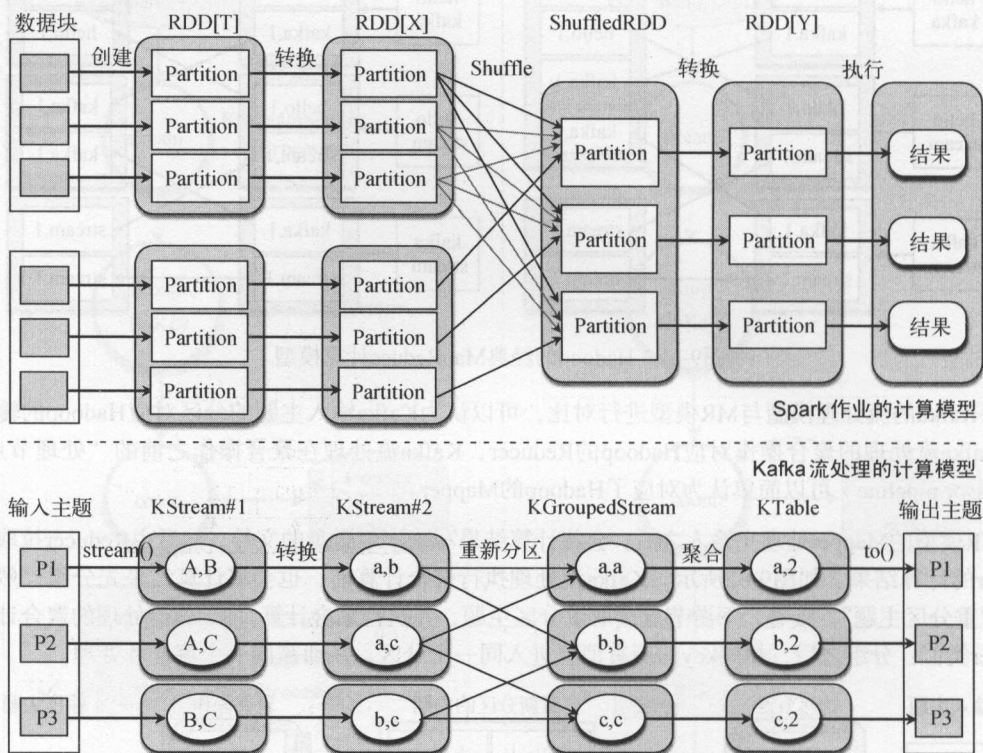 数据块 RDD[T] RDD[X] ShuffledRDD RDD[Y]
创建 转换 Shuffle 转换 执行
Partition Partition
Partition Partition
Partition Partition
Partition Partition 结果
Partition Partition 结果
Partition Partition 结果
Partition Partition
Partition Partition
Partition Partition
Spark作业的计算模型
Kafka流处理的计算模型
输入主题 KStream#1 KStream#2 KGroupedStream KTable 输出主题
stream() 转换 重新分区 聚合 to()
P1 A,B a,b a,a a,2 P1
P2 A,C a,c b,b b,2 P2
P3 B,C b,c c,c c,2 P3